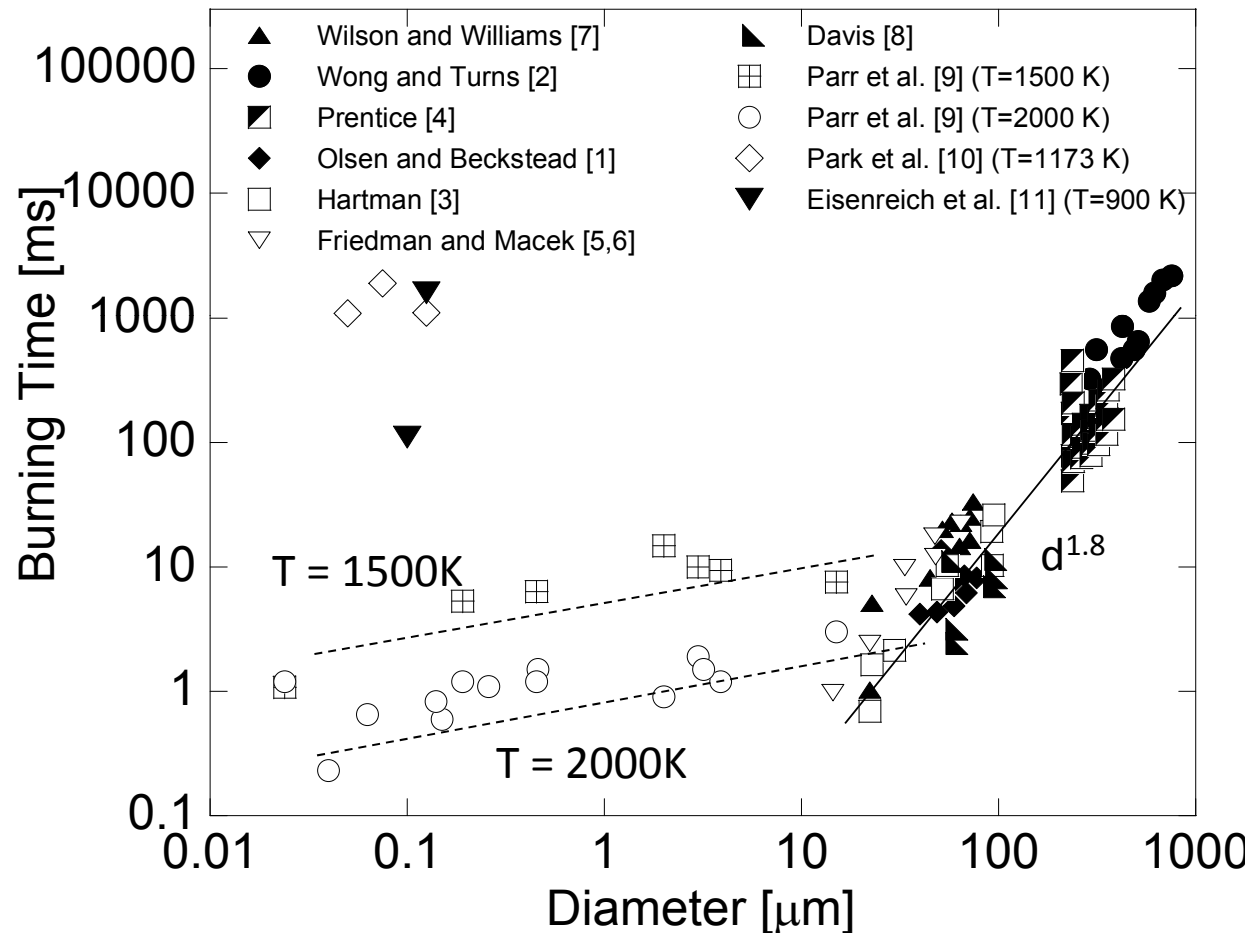 100000
10000
1000
100
10
1
0.1
Burning Time [ms]
Wilson and Williams [7]
Wong and Turns [2]
Prentice [4]
Olsen and Beckstead [1]
Hartman [3]
Friedman and Macek [5,6]
Davis [8]
Parr et al. [9] (T=1500 K)
Parr et al. [9] (T=2000 K)
Park et al. [10] (T=1173 K)
Eisenreich et al. [11] (T=900 K)
T = 1500K
d^1.8
T = 2000K
0.01 0.1 1 10 100 1000
Diameter [μm]